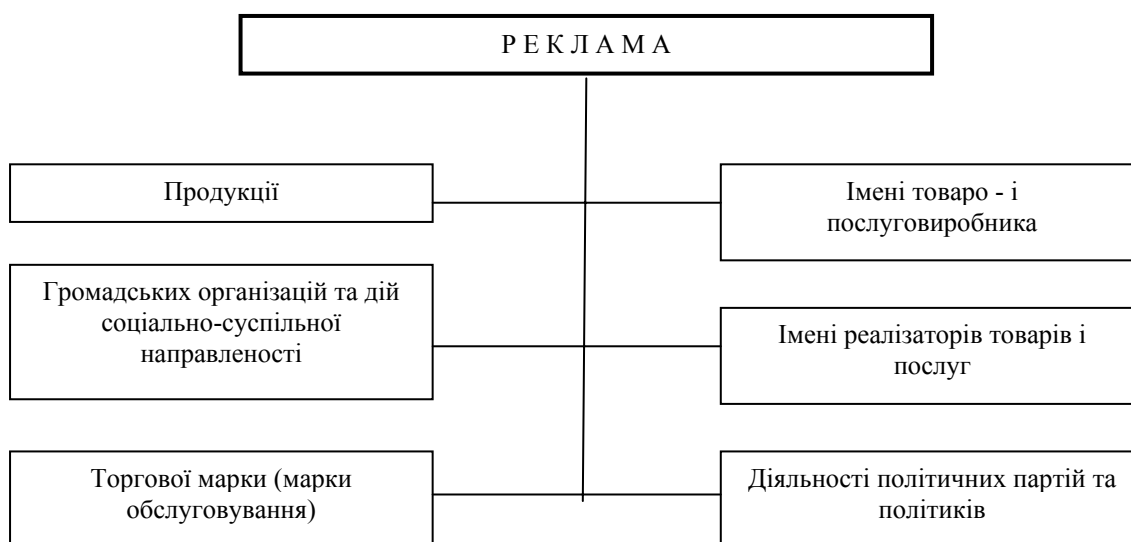 Р Е К Л А М А
Продукції
Імені товаро - і
послуговиробника
Громадських організацій та дій
соціально-суспільної
направленості
Імені реалізаторів товарів і
послуг
Торгової марки (марки
обслуговування)
Діяльності політичних партій та
політиків